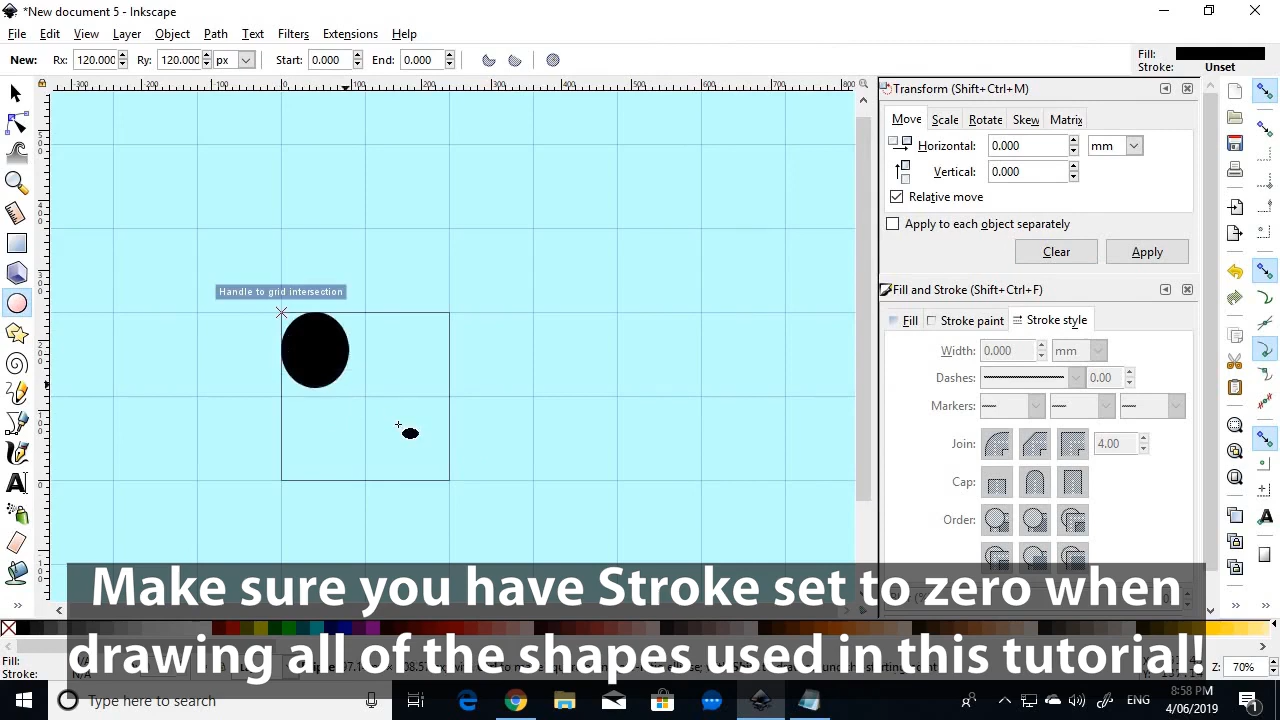 *New document 5 - Inkscape
File Edit View Layer Object Path Text Filters Extensions Help
New: Rx: 120.000 Ry: 120.000 px Start: 0.000 End: 0.000
Fill:
Stroke: Unset
Transform (Shift+Ctrl+M)
Move Scale Rotate Skew Matrix
Horizontal: 0.000 mm
Vertical: 0.000
Relative move
Apply to each object separately
Clear Apply
Handle to grid intersection
Fill and Stroke (Shift+Ctrl+F)
Fill Stroke paint Stroke style
Width: 0.000 mm
Dashes: 0.00
Markers:
Join: 4.00
Cap:
Order:
Make sure you have Stroke set to zero when
drawing all of the shapes used in this tutorial!
Fill: N/A
Stroke:
Z: 70%
Type here to search
ENG
8:58 PM
4/06/2019